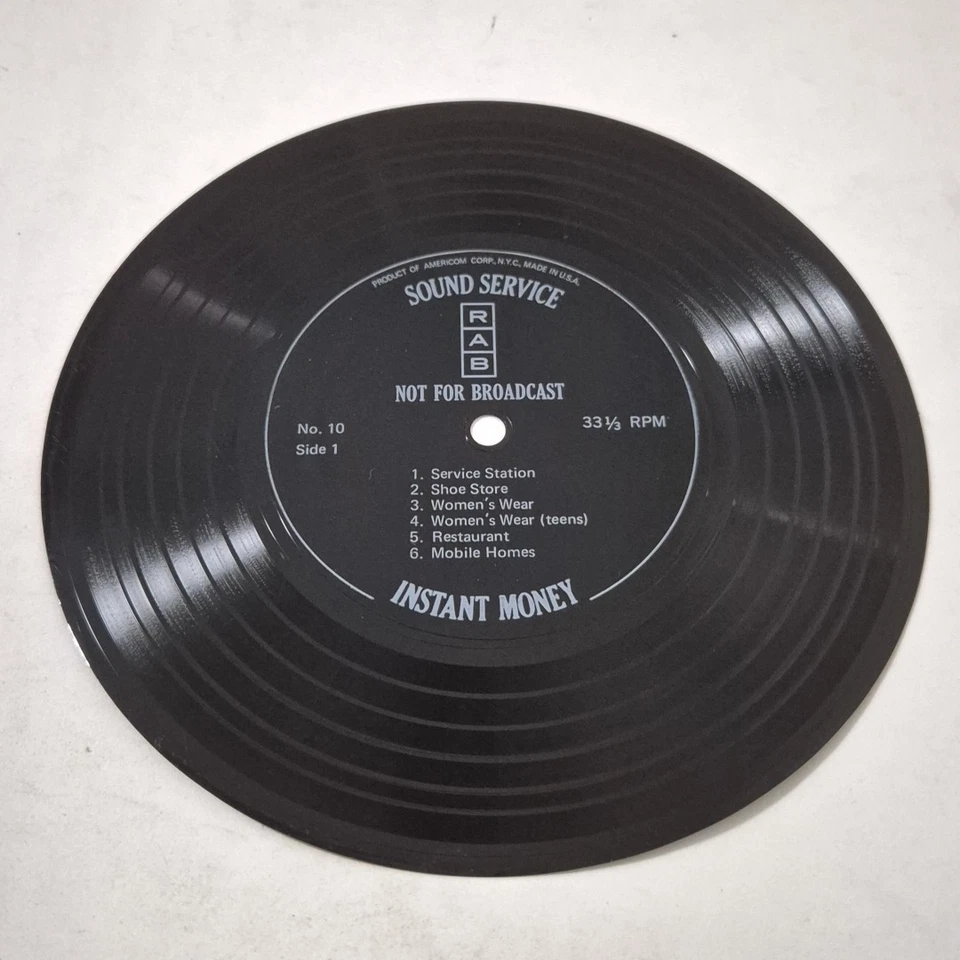 PRODUCT OF AMERICOM CORP., N.Y.C. MADE IN U.S.A.
SOUND SERVICE
R
A
B
NOT FOR BROADCAST
No. 10
33⅓ RPM
Side 1
1. Service Station
2. Shoe Store
3. Women's Wear
4. Women's Wear (teens)
5. Restaurant
6. Mobile Homes
INSTANT MONEY